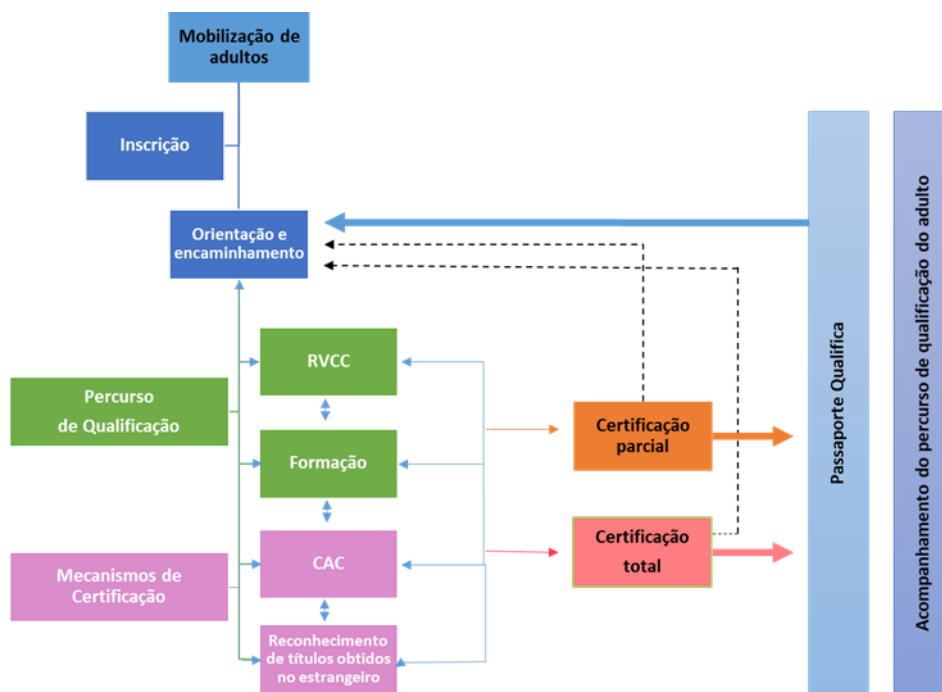 Mobilização de
adultos
Inscrição
Orientação e
encaminhamento
RVCC
Percurso
de Qualificação
Formação
Certificação
parcial
CAC
Certificação
total
Mecanismos de
Certificação
Reconhecimento
de títulos obtidos
no estrangeiro
Passaporte Qualifica
Acompanhamento do percurso de qualificação do adulto